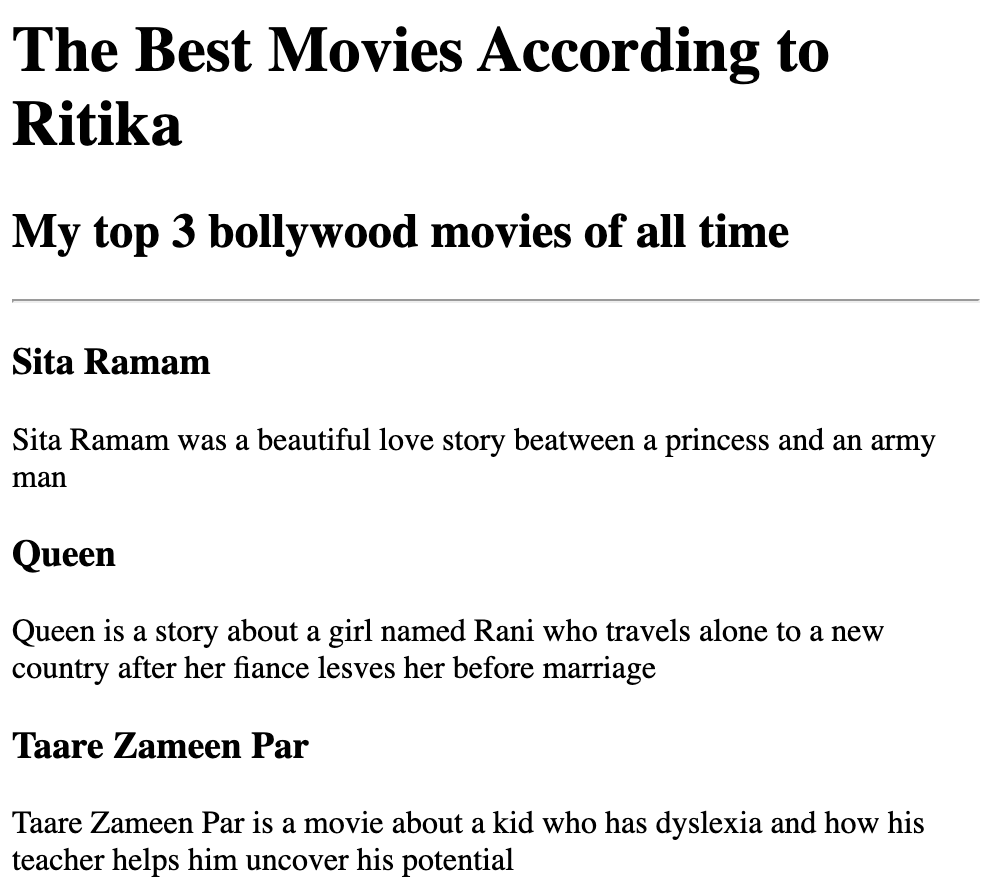 The Best Movies According to
Ritika
My top 3 bollywood movies of all time
Sita Ramam
Sita Ramam was a beautiful love story beatween a princess and an army
man
Queen
Queen is a story about a girl named Rani who travels alone to a new
country after her fiance lesves her before marriage
Taare Zameen Par
Taare Zameen Par is a movie about a kid who has dyslexia and how his
teacher helps him uncover his potential